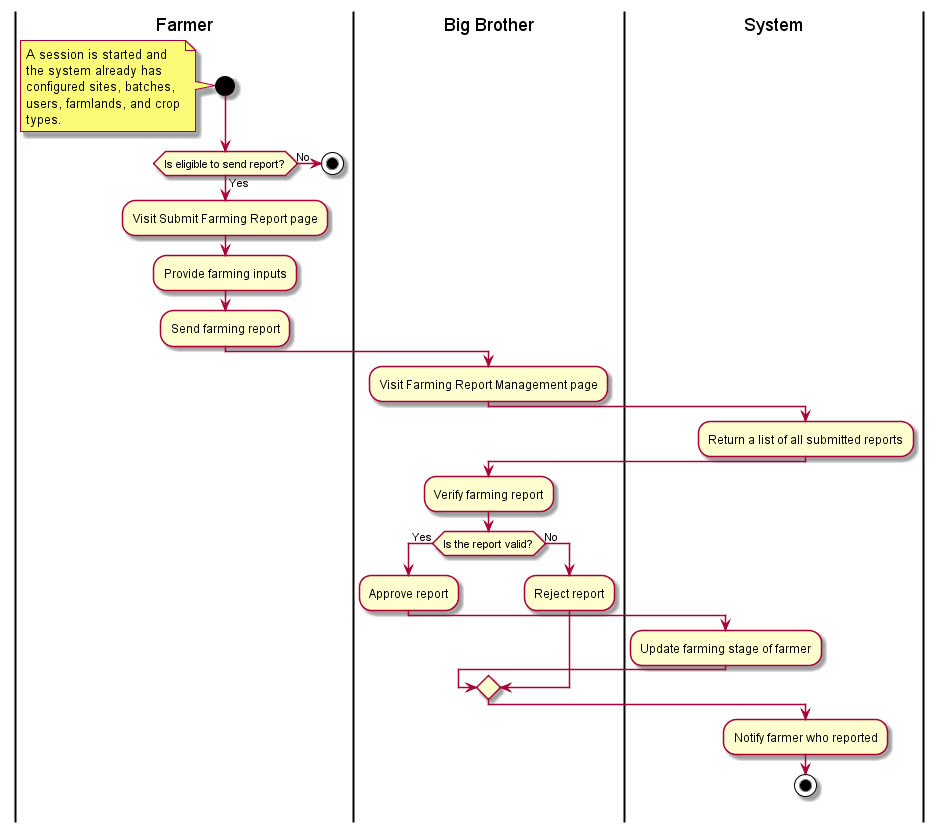 Farmer
Big Brother
System
A session is started and
the system already has
configured sites, batches,
users, farmlands, and crop
types.
Is eligible to send report?
No
Yes
Visit Submit Farming Report page
Provide farming inputs
Send farming report
Visit Farming Report Management page
Return a list of all submitted reports
Verify farming report
Yes
Is the report valid?
No
Approve report
Reject report
Update farming stage of farmer
Notify farmer who reported